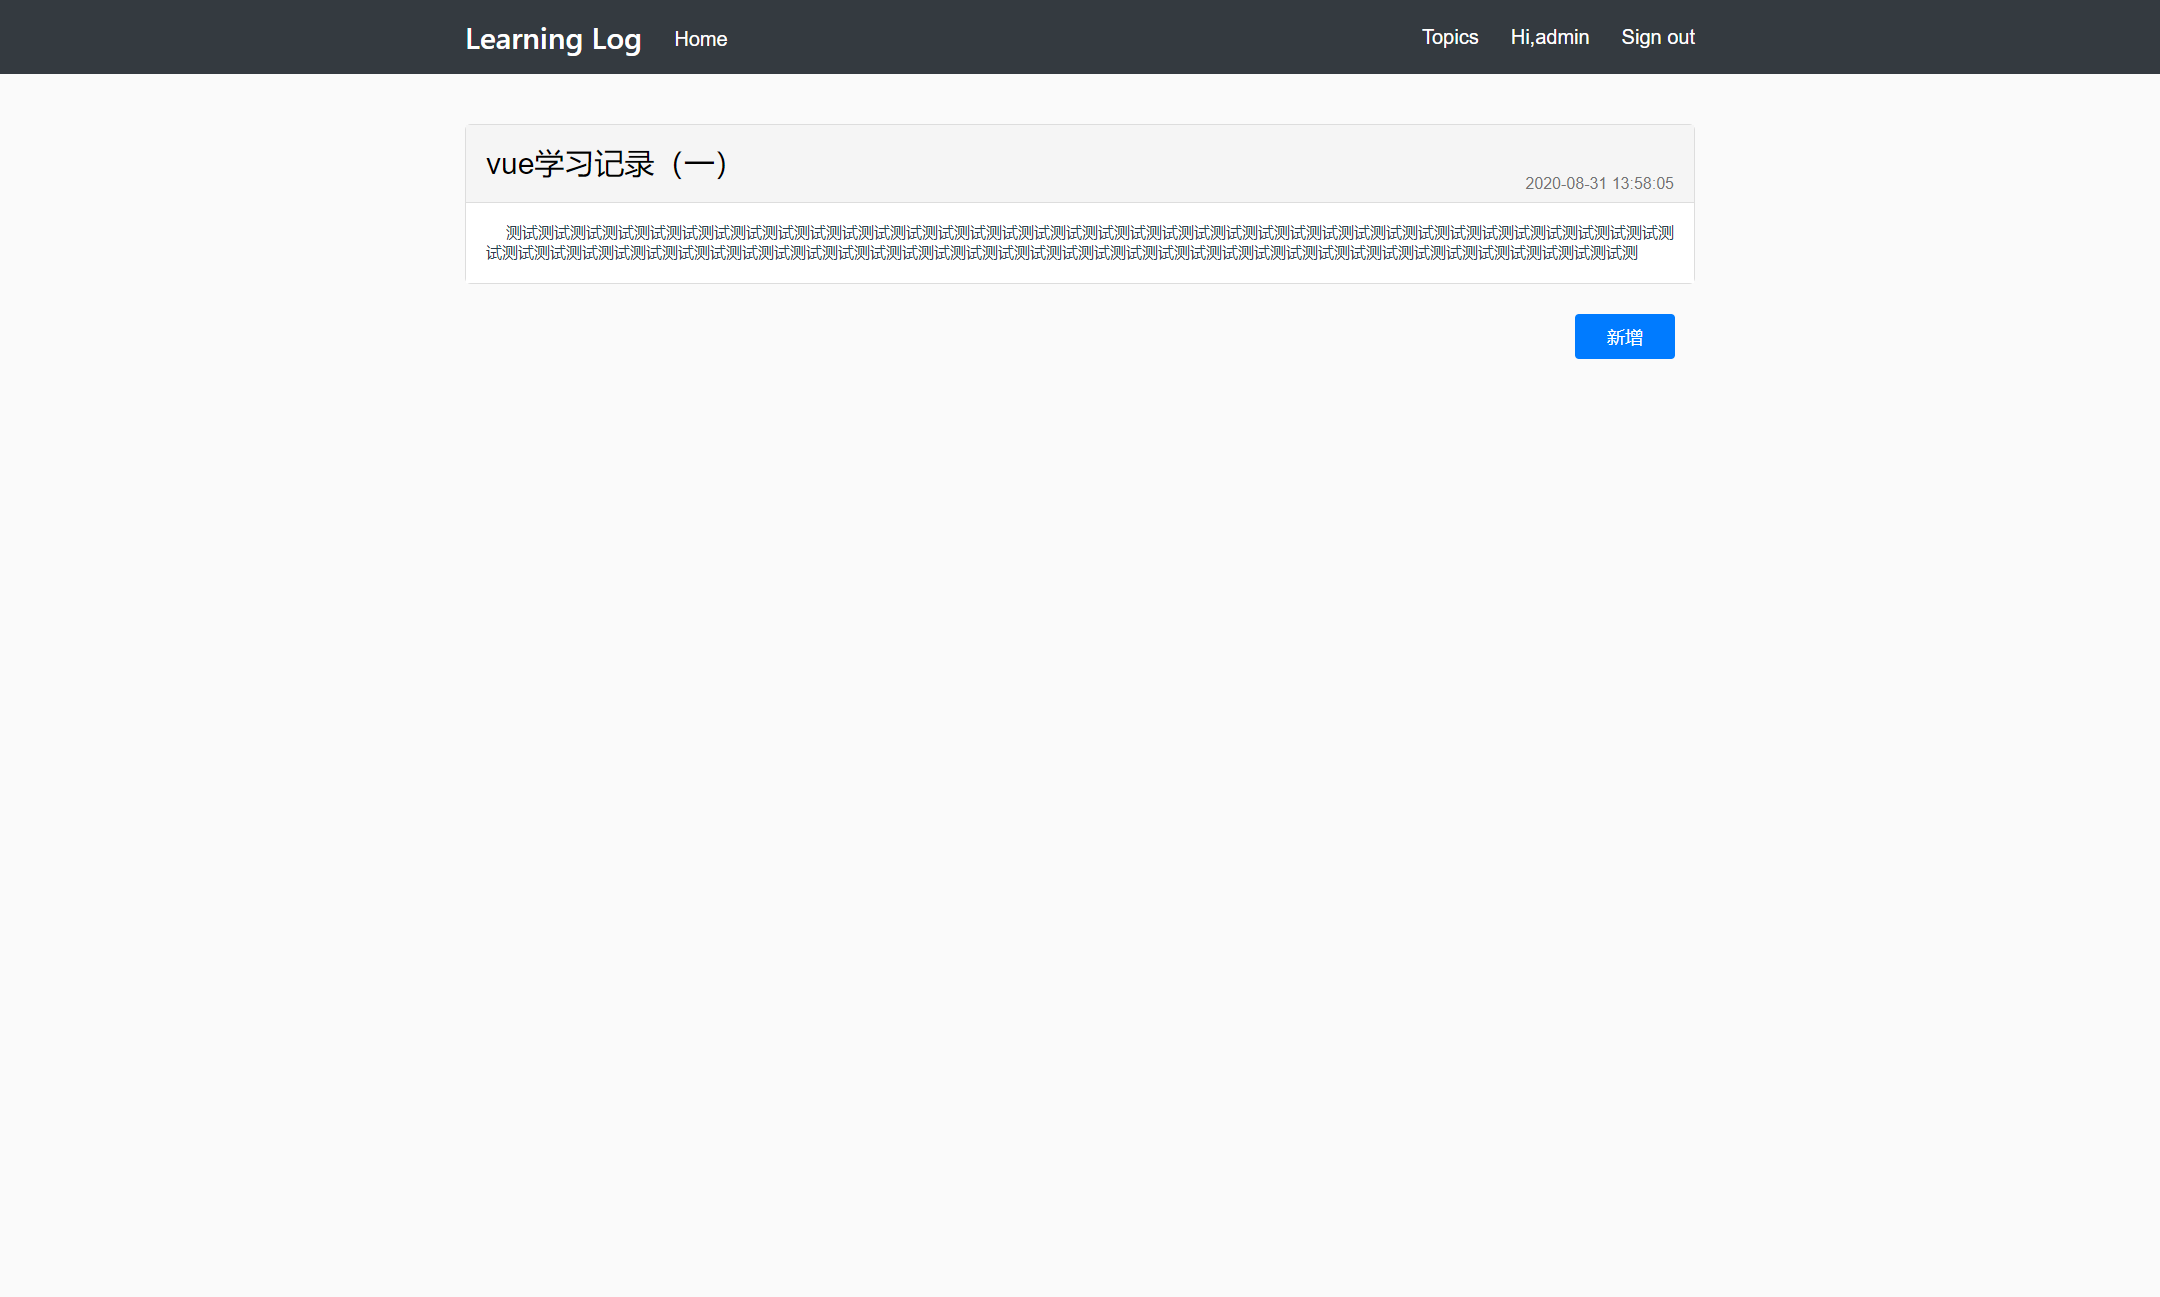 Learning Log
Home
Topics
Hi,admin
Sign out
vue学习记录（一）
2020-08-31 13:58:05
测试测试测试测试测试测试测试测试测试测试测试测试测试测试测试测试测试测试测试测试测试测试测试测试测试测试测试测试测试测试测试测试测试测试测试测试测
试测试测试测试测试测试测试测试测试测试测试测试测试测试测试测试测试测试测试测试测试测试测试测试测试测试测试测试测试测试测试测试测试测试测试测试测
新增